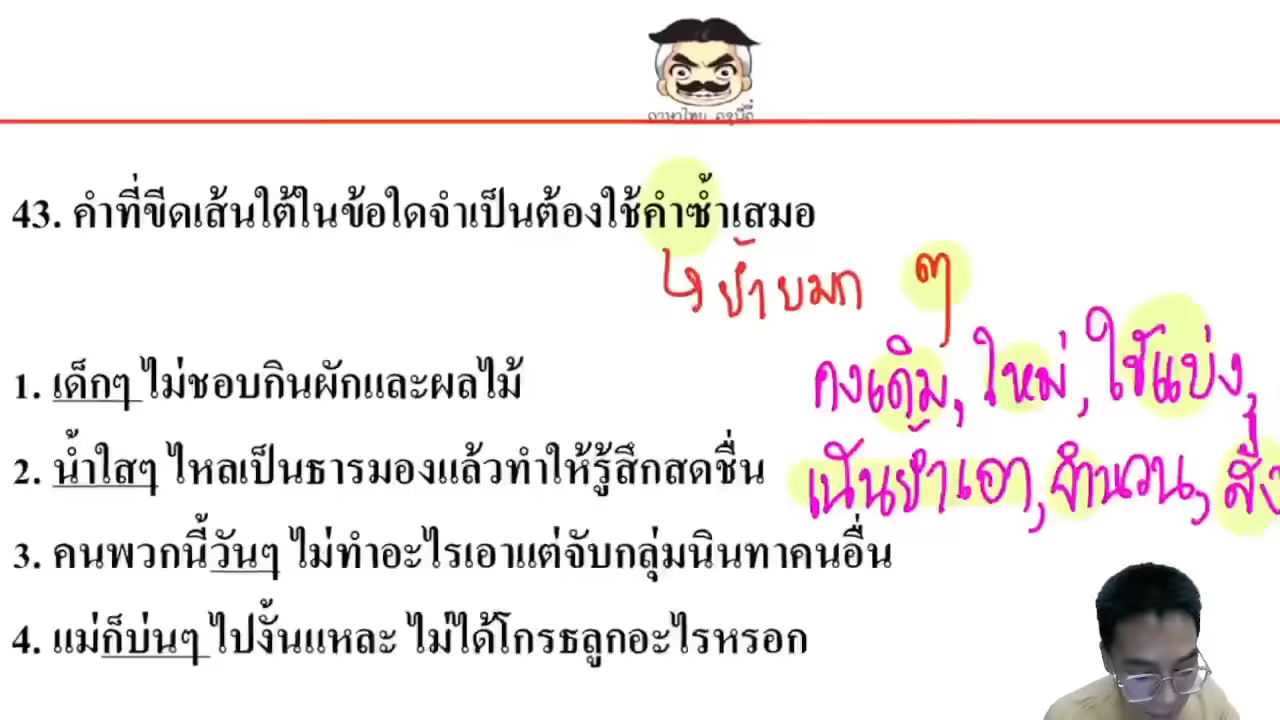 ภาษาไทย ครูปิ๊กี้
43. คำที่ขีดเส้นใต้ในข้อใดจำเป็นต้องใช้คำซ้ำเสมอ
ๆ
คงเดิม, ใหม่, ใช้แบ่ง,
1. เด็กๆ ไม่ชอบกินผักและผลไม้
2. น้ำใสๆ ไหลเป็นธารมองแล้วทำให้รู้สึกสดชื่น
เน้นย้ำเอา, จำนวน,
3. คนพวกนี้วันๆ ไม่ทำอะไรเอาแต่จับกลุ่มนินทาคนอื่น
4. แม่ก็บ่นๆ ไปงั้นแหละ ไม่ได้โกรธลูกอะไรหรอก